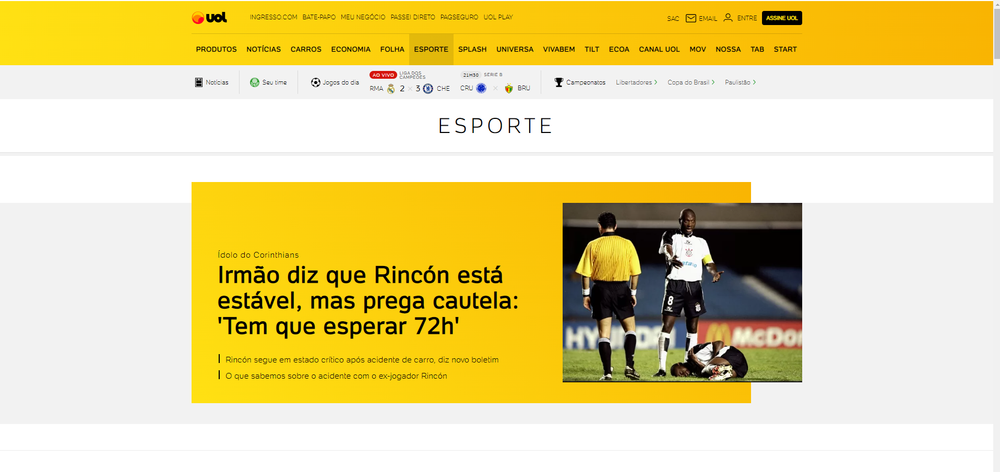 uol
INGRESSO.COM BATE-PAPO MEU NEGÓCIO PASSEI DIRETO PAGSEGURO UOL PLAY
SAC EMAIL ENTRE ASSINE UOL
PRODUTOS NOTÍCIAS CARROS ECONOMIA FOLHA ESPORTE SPLASH UNIVERSA VIVABEM TILT ECOA CANAL UOL MOV NOSSA TAB START
Notícias
Seu time
Jogos do dia
AO VIVO LIGA DOS CAMPEÕES
RMA 2 × 3 CHE
21H30 SÉRIE B
CRU × BRU
Campeonatos Libertadores Copa do Brasil Paulistão
ESPORTE
Ídolo do Corinthians
Irmão diz que Rincón está
estável, mas prega cautela:
'Tem que esperar 72h'
Rincón segue em estado crítico após acidente de carro, diz novo boletim
O que sabemos sobre o acidente com o ex-jogador Rincón
8